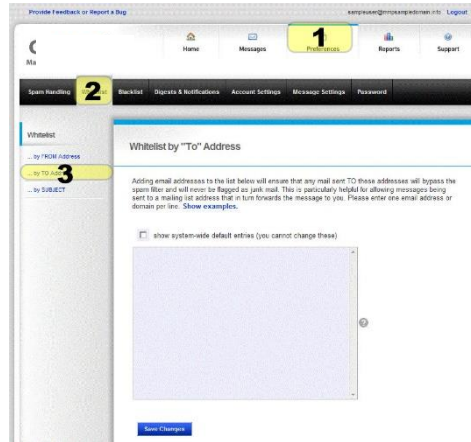 Provide Feedback or Report a Bug
sampleuser@mmpsampledomain.info Logout
Home Messages Preferences Reports Support
1
Spam Handling Blacklist Digests & Notifications Account Settings Message Settings Password
2
Whitelist
... by FROM Address
... by TO
3
... by SUBJECT
Whitelist by "To" Address
Adding email addresses to the list below will ensure that any mail sent TO these addresses will bypass the
spam filter and will never be flagged as junk mail. This is particularly helpful for allowing messages being
sent to a mailing list address that in turn forwards the message to you. Please enter one email address or
domain per line. Show examples.
show system-wide default entries (you cannot change these)
Save Changes